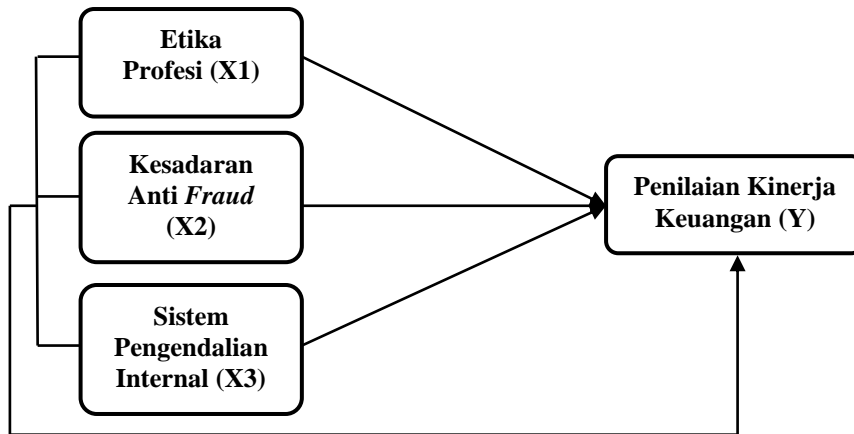 Etika
Profesi (X1)
Kesadaran
Anti Fraud
(X2)
Sistem
Pengendalian
Internal (X3)
Penilaian Kinerja
Keuangan (Y)